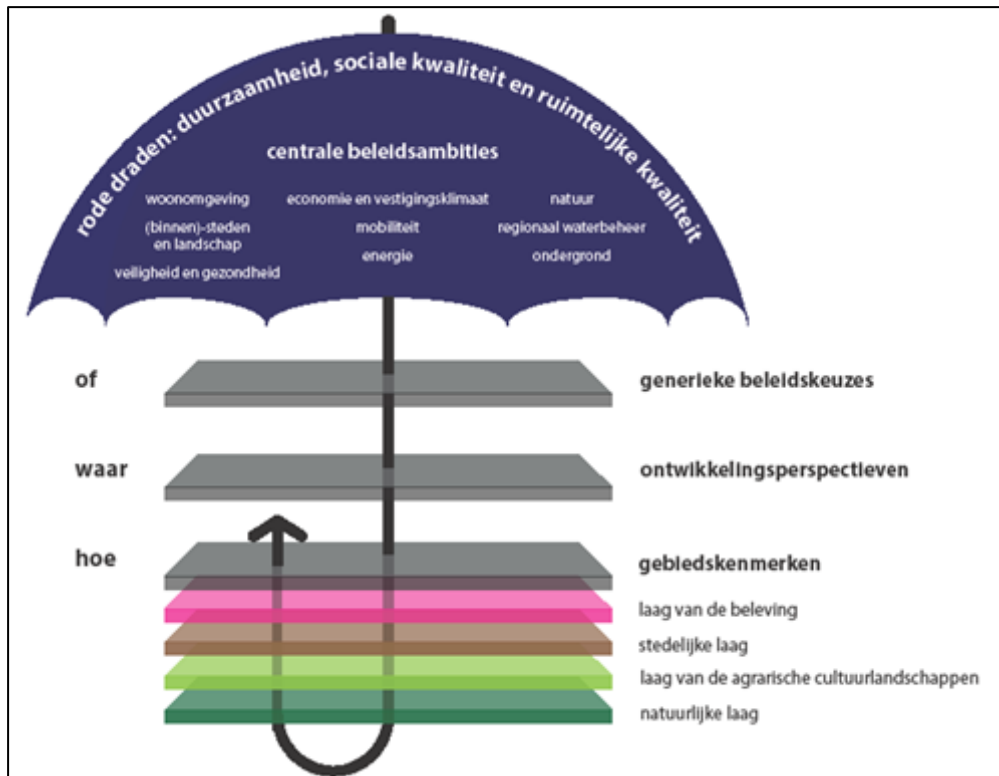 rode draden: duurzaamheid, sociale kwaliteit en ruimtelijke kwaliteit
centrale beleidsambities
woonomgeving
(binnen)-steden
en landschap
veiligheid en gezondheid
economie en vestigingsklimaat
mobiliteit
energie
natuur
regionaal waterbeheer
ondergrond
of
generieke beleidskeuzes
waar
ontwikkelingsperspectieven
hoe
gebiedskenmerken
laag van de beleving
stedelijke laag
laag van de agrarische cultuurlandschappen
natuurlijke laag